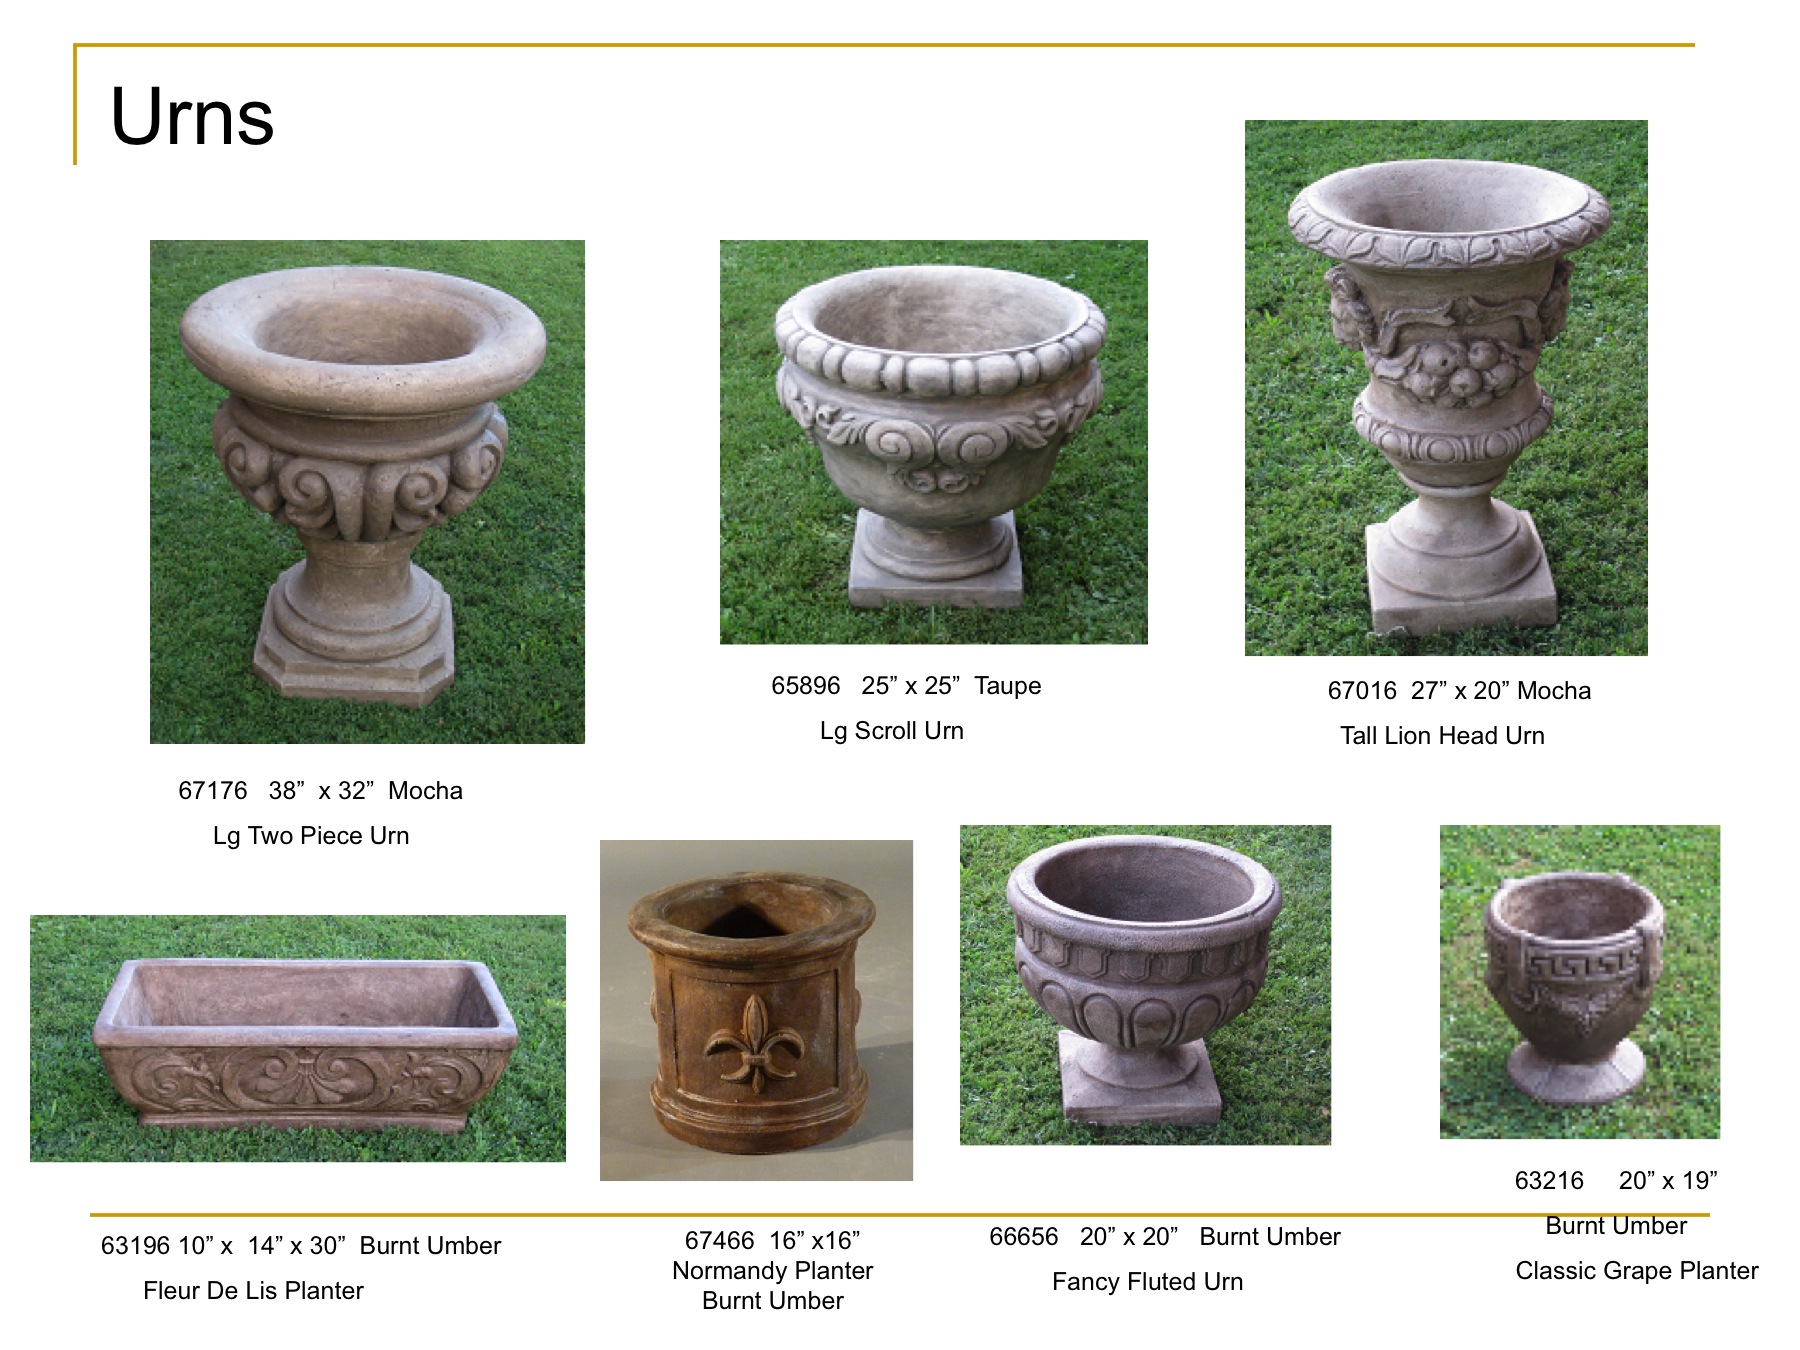 Urns
65896 25” x 25” Taupe
Lg Scroll Urn
67016 27” x 20” Mocha
Tall Lion Head Urn
67176 38” x 32” Mocha
Lg Two Piece Urn
63196 10” x 14” x 30” Burnt Umber
Fleur De Lis Planter
67466 16” x16”
Normandy Planter
Burnt Umber
66656 20” x 20” Burnt Umber
Fancy Fluted Urn
63216 20” x 19”
Burnt Umber
Classic Grape Planter